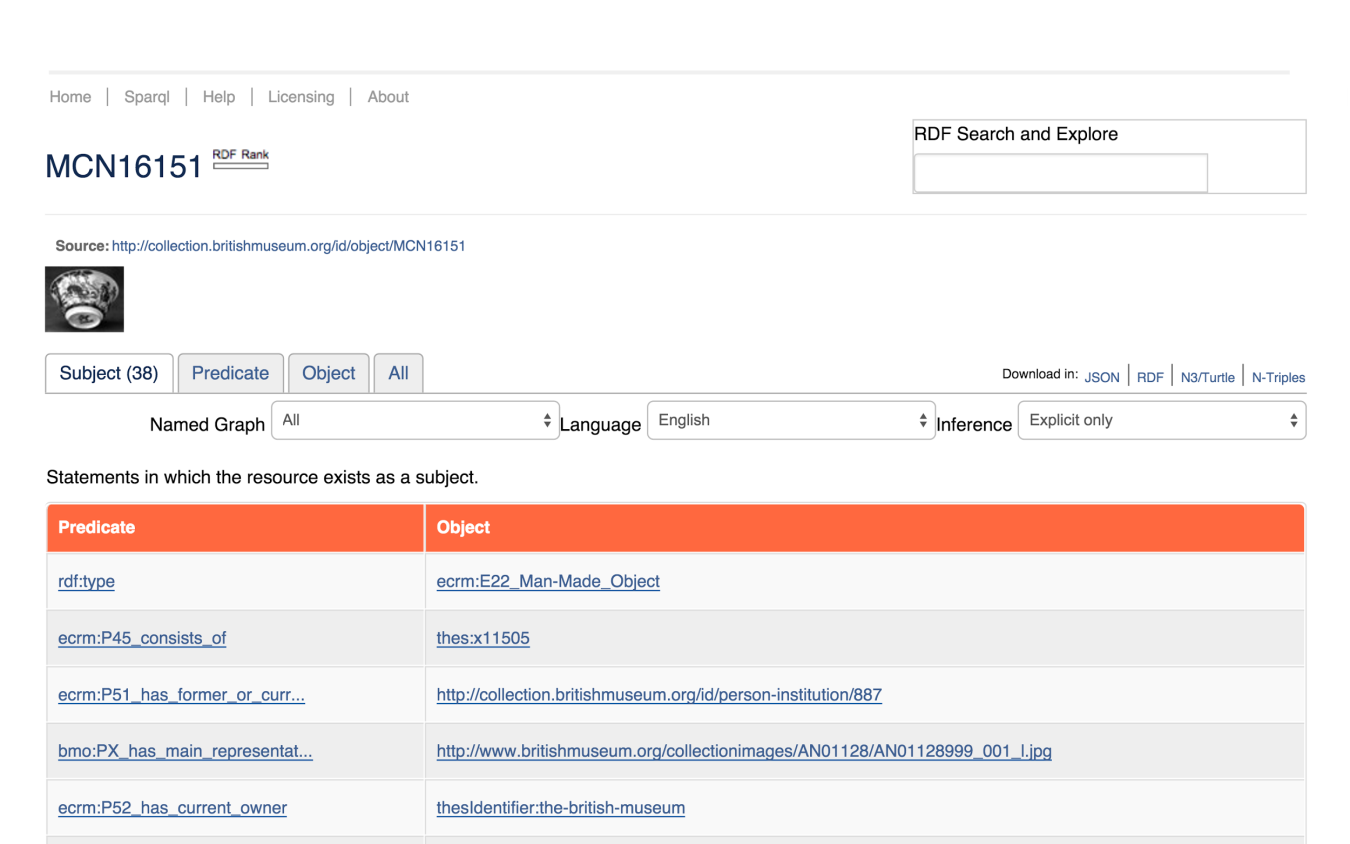 Home | Sparql | Help | Licensing | About
RDF Search and Explore
MCN16151 RDF Rank
Source: http://collection.britishmuseum.org/id/object/MCN16151
Subject (38) Predicate Object All
Download in: JSON | RDF | N3/Turtle | N-Triples
Named Graph All Language English Inference Explicit only
Statements in which the resource exists as a subject.
Predicate Object
rdf:type ecrm:E22_Man-Made_Object
ecrm:P45_consists_of thes:x11505
ecrm:P51_has_former_or_curr... http://collection.britishmuseum.org/id/person-institution/887
bmo:PX_has_main_representat... http://www.britishmuseum.org/collectionimages/AN01128/AN01128999_001_l.jpg
ecrm:P52_has_current_owner thesIdentifier:the-british-museum